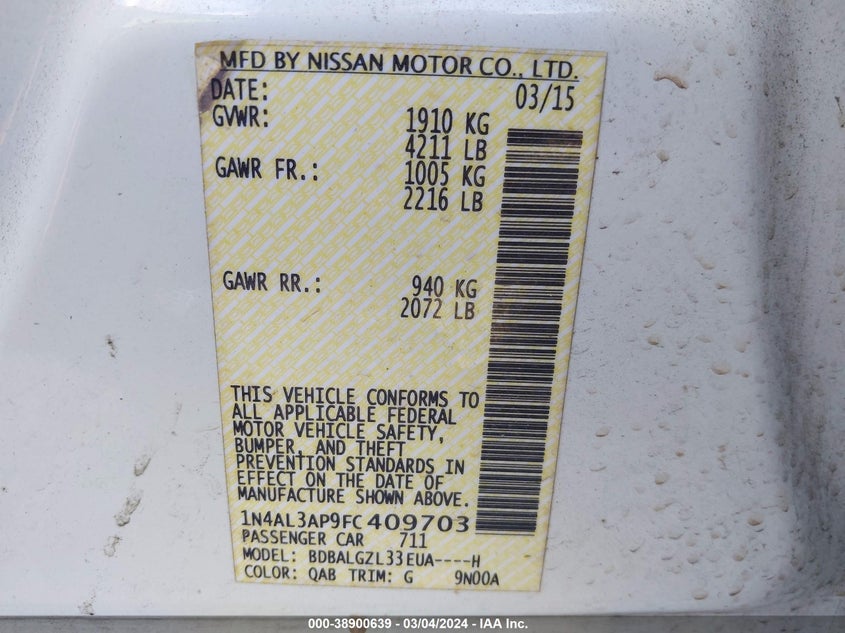 MFD BY NISSAN MOTOR CO., LTD.
DATE: 03/15
GVWR: 1910 KG
4211 LB
GAWR FR.: 1005 KG
2216 LB
GAWR RR.: 940 KG
2072 LB
THIS VEHICLE CONFORMS TO
ALL APPLICABLE FEDERAL
MOTOR VEHICLE SAFETY,
BUMPER, AND THEFT
PREVENTION STANDARDS IN
EFFECT ON THE DATE OF
MANUFACTURE SHOWN ABOVE.
1N4AL3AP9FC409703
PASSENGER CAR 711
MODEL: BDBALGZL33EUA----H
COLOR: QAB TRIM: G 9N00A
000-38900639 - 03/04/2024 - IAA Inc.